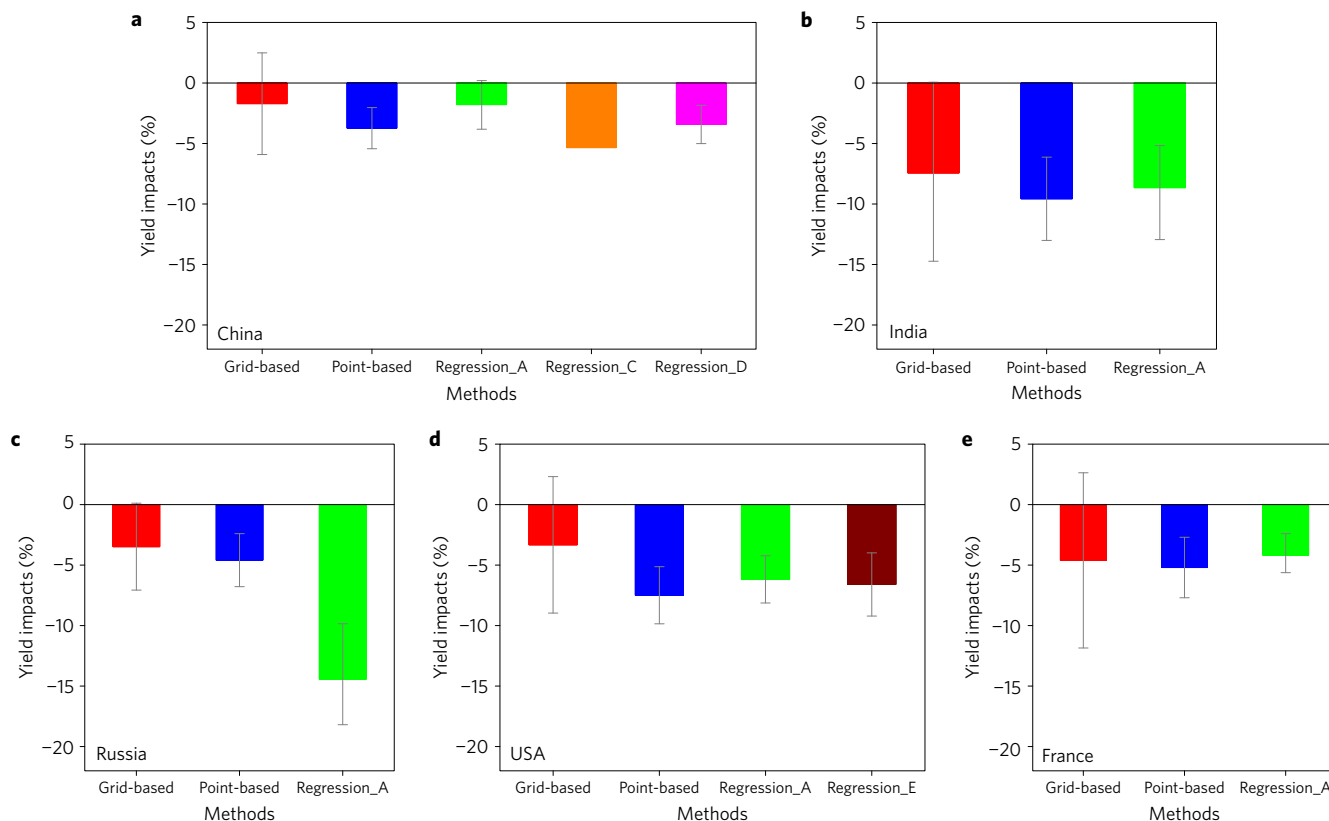 a
5
0
−5
−10
−15
−20
Yield impacts (%)
China
Grid-based Point-based Regression_A Regression_C Regression_D
Methods
b
5
0
−5
−10
−15
−20
Yield impacts (%)
India
Grid-based Point-based Regression_A
Methods
c
5
0
−5
−10
−15
−20
Yield impacts (%)
Russia
Grid-based Point-based Regression_A
Methods
d
5
0
−5
−10
−15
−20
Yield impacts (%)
USA
Grid-based Point-based Regression_A Regression_E
Methods
e
5
0
−5
−10
−15
−20
Yield impacts (%)
France
Grid-based Point-based Regression_A
Methods